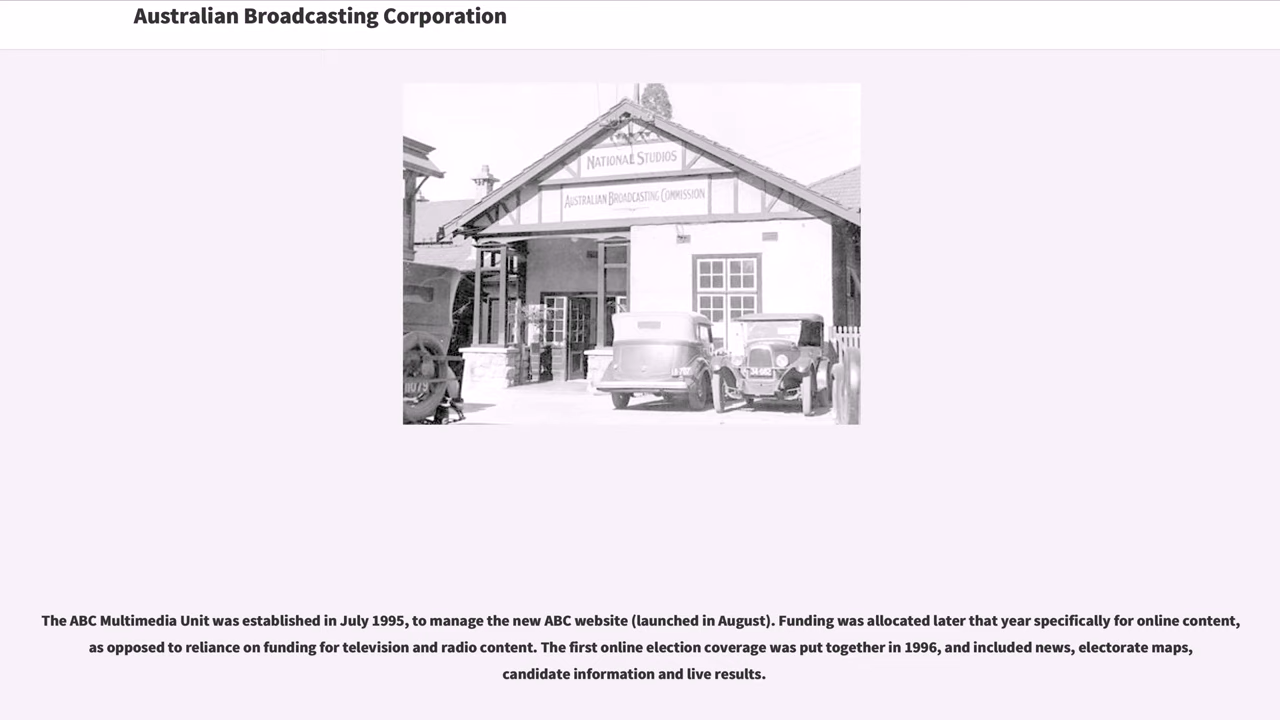 Australian Broadcasting Corporation
NATIONAL STUDIOS
AUSTRALIAN BROADCASTING COMMISSION
The ABC Multimedia Unit was established in July 1995, to manage the new ABC website (launched in August). Funding was allocated later that year specifically for online content,
as opposed to reliance on funding for television and radio content. The first online election coverage was put together in 1996, and included news, electorate maps,
candidate information and live results.